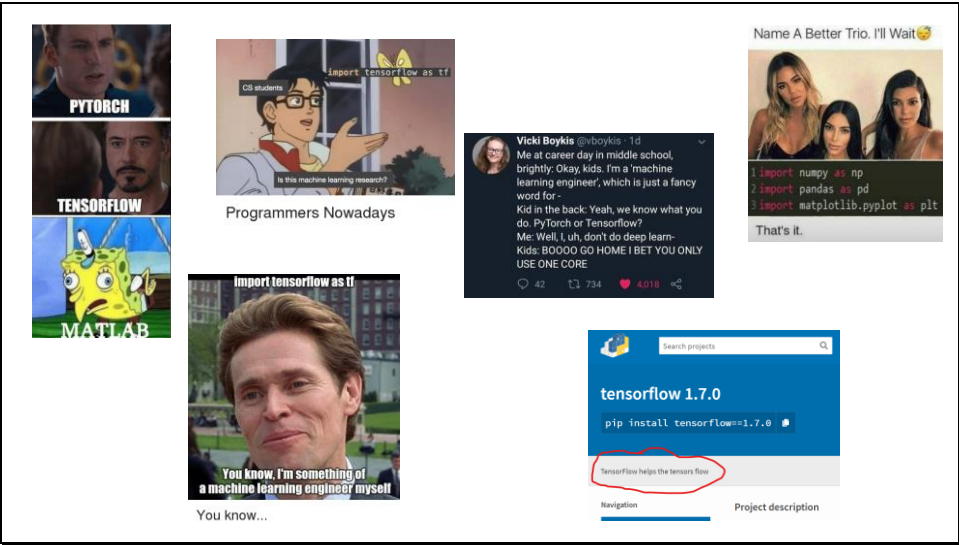 PYTORCH
TENSORFLOW
MATLAB
import tensorflow as tf
CS students
Is this machine learning research?
Programmers Nowadays
import tensorflow as tf
You know, I'm something of
a machine learning engineer myself
You know...
Vicki Boykis @vboykis · 1d
Me at career day in middle school,
brightly: Okay, kids. I'm a 'machine
learning engineer', which is just a fancy
word for -
Kid in the back: Yeah, we know what you
do. PyTorch or Tensorflow?
Me: Well, I, uh, don't do deep learn-
Kids: BOOOO GO HOME I BET YOU ONLY
USE ONE CORE
42 734 4,018
Name A Better Trio. I'll Wait😴
1 import numpy as np
2 import pandas as pd
3 import matplotlib.pyplot as plt
That's it.
Search projects
tensorflow 1.7.0
pip install tensorflow==1.7.0
TensorFlow helps the tensors flow
Navigation
Project description